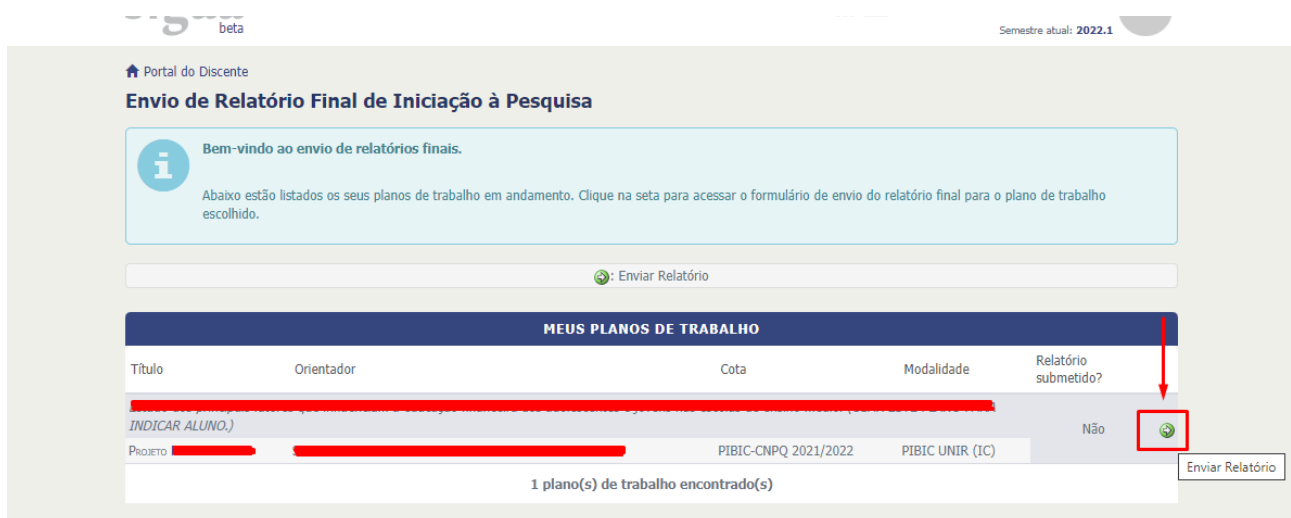 beta
Semestre atual: 2022.1
Portal do Discente
Envio de Relatório Final de Iniciação à Pesquisa
Bem-vindo ao envio de relatórios finais.
Abaixo estão listados os seus planos de trabalho em andamento. Clique na seta para acessar o formulário de envio do relatório final para o plano de trabalho
escolhido.
: Enviar Relatório
MEUS PLANOS DE TRABALHO
Título Orientador Cota Modalidade Relatório
submetido?
INDICAR ALUNO.)
Não
PROJETO PIBIC-CNPQ 2021/2022 PIBIC UNIR (IC)
Enviar Relatório
1 plano(s) de trabalho encontrado(s)